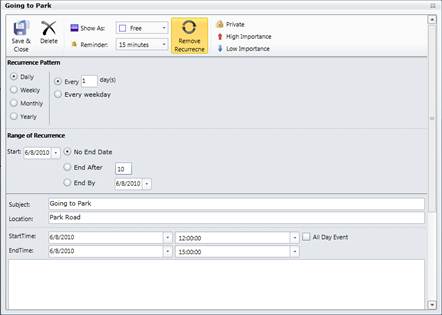 Going to Park
Save & Close
Delete
Show As: Free
Reminder: 15 minutes
Remove Recurrecne
Private
High Importance
Low Importance
Recurrence Pattern
Daily
Weekly
Monthly
Yearly
Every 1 day(s)
Every weekday
Range of Recurrence
Start: 6/8/2010
No End Date
End After 10
End By 6/8/2010
Subject: Going to Park
Location: Park Road
StartTime: 6/8/2010 12:00:00 All Day Event
EndTime: 6/8/2010 15:00:00